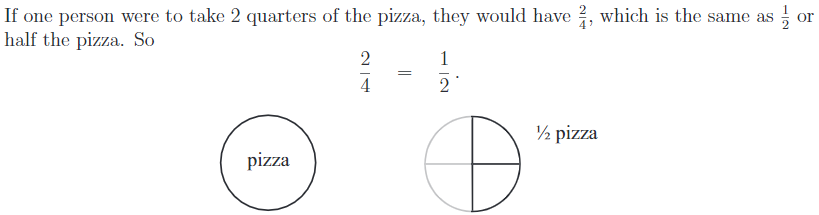 If one person were to take 2 quarters of the pizza, they would have 2/4, which is the same as 1/2 or
half the pizza. So
2/4 = 1/2.
pizza
½ pizza